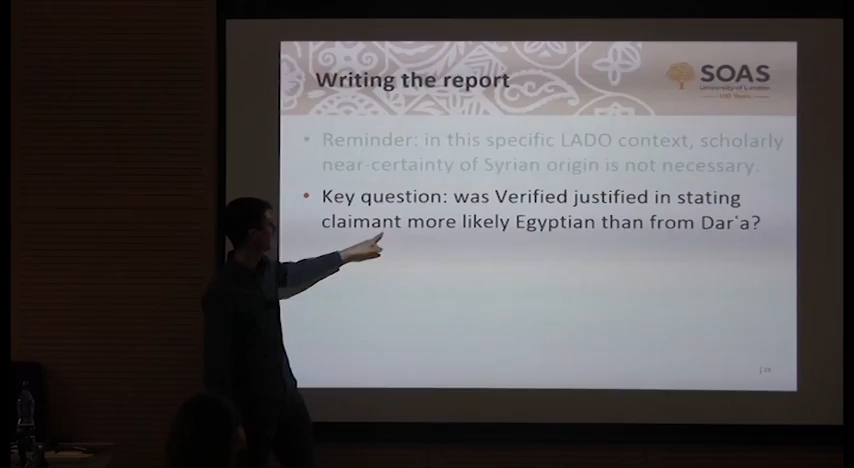 Writing the report
SOAS
University of London
• Reminder: in this specific LADO context, scholarly
near-certainty of Syrian origin is not necessary.
• Key question: was Verified justified in stating
claimant more likely Egyptian than from Darʿa?